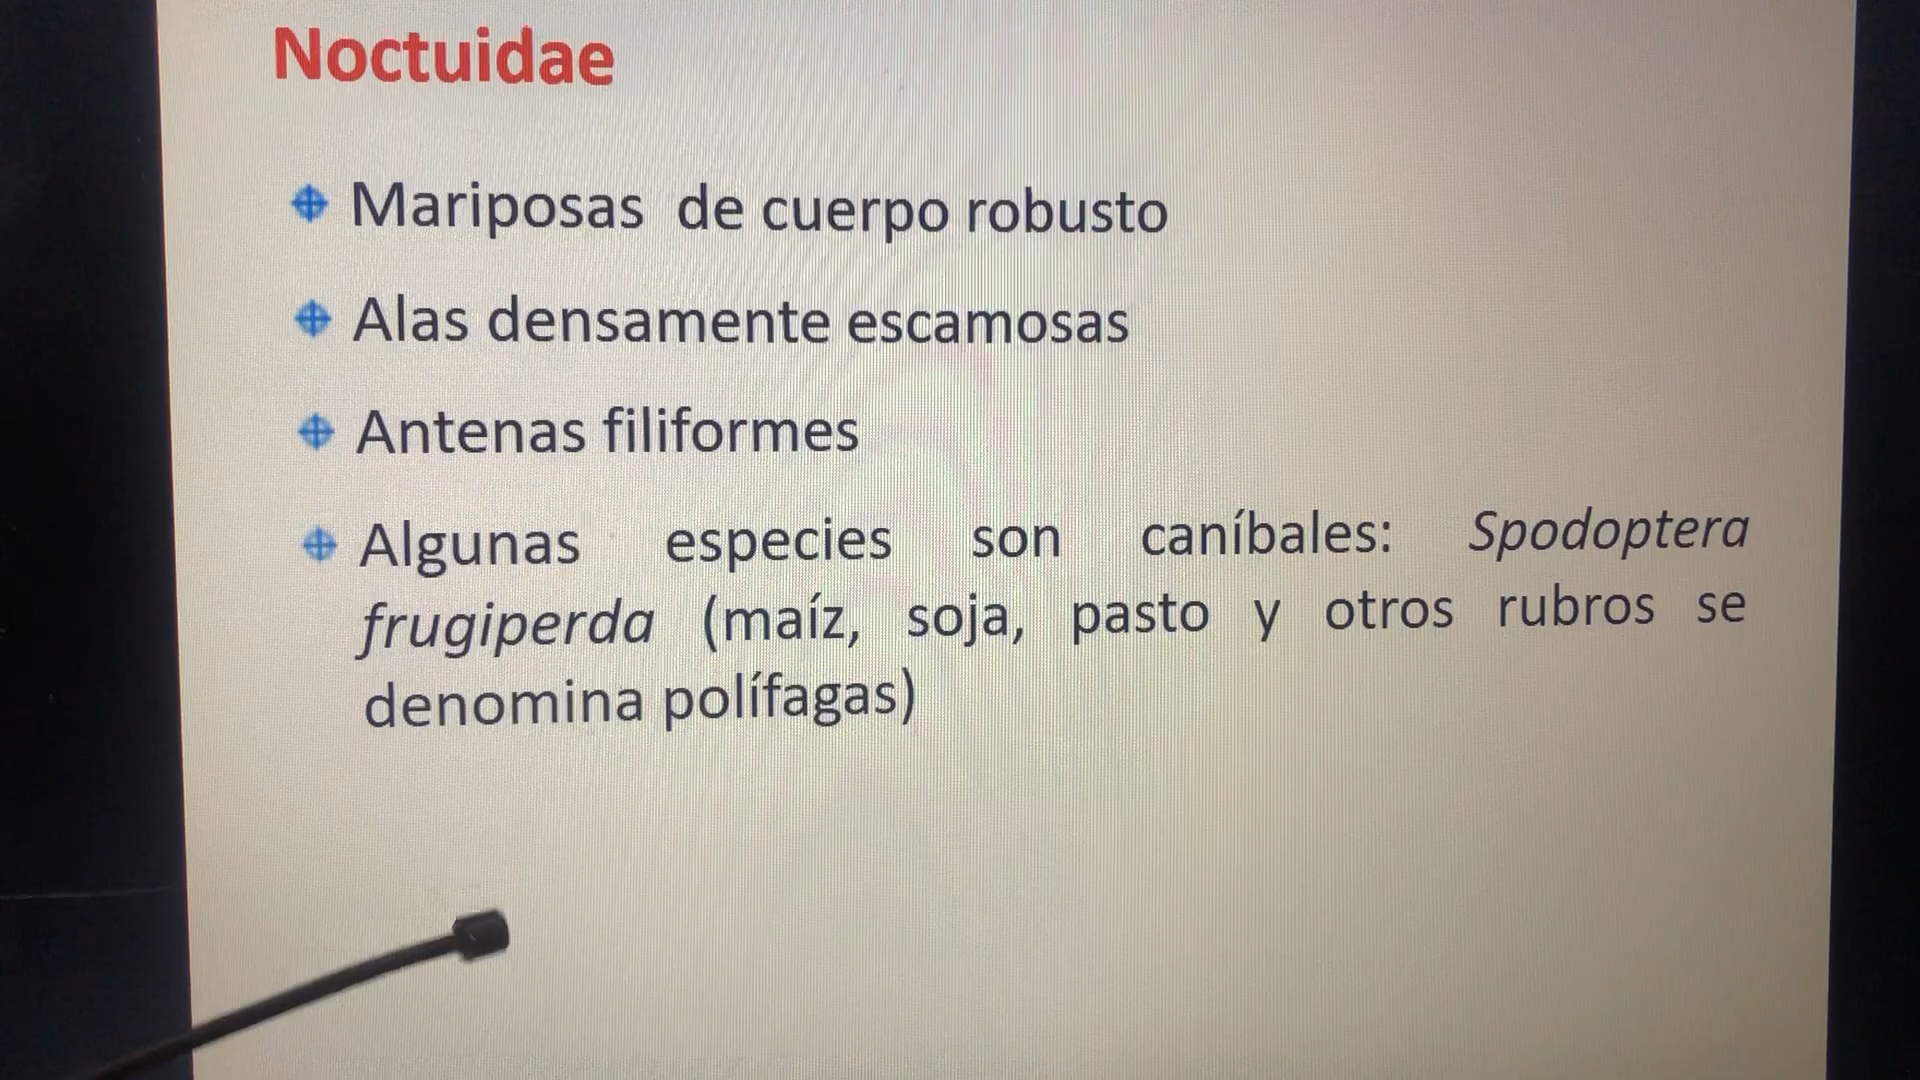 Noctuidae
Mariposas de cuerpo robusto
Alas densamente escamosas
Antenas filiformes
Algunas especies son caníbales: Spodoptera
frugiperda (maíz, soja, pasto y otros rubros se
denomina polífagas)